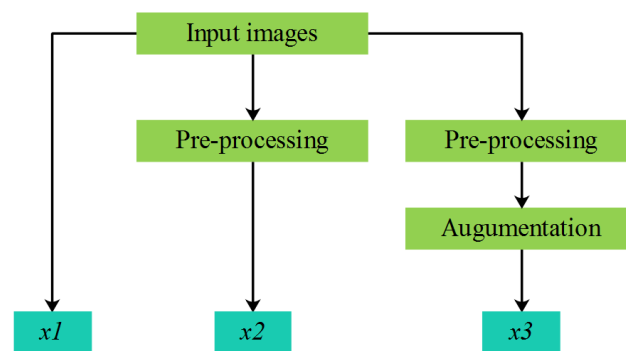 Input images
Pre-processing
Pre-processing
Augumentation
x1
x2
x3